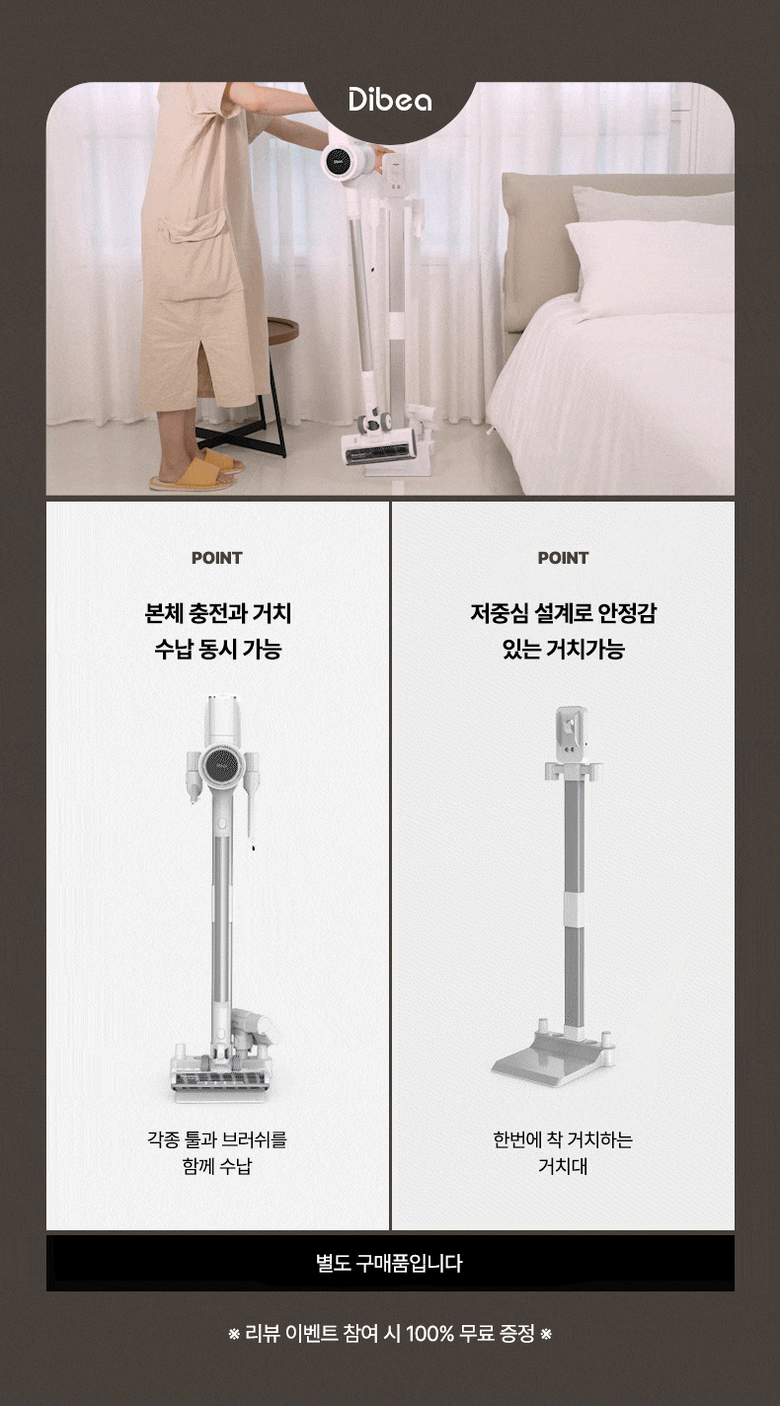 Dibea
POINT
본체 충전과 거치
수납 동시 가능
각종 툴과 브러쉬를
함께 수납
POINT
저중심 설계로 안정감
있는 거치가능
한번에 착 거치하는
거치대
별도 구매품입니다
※ 리뷰 이벤트 참여 시 100% 무료 증정 ※